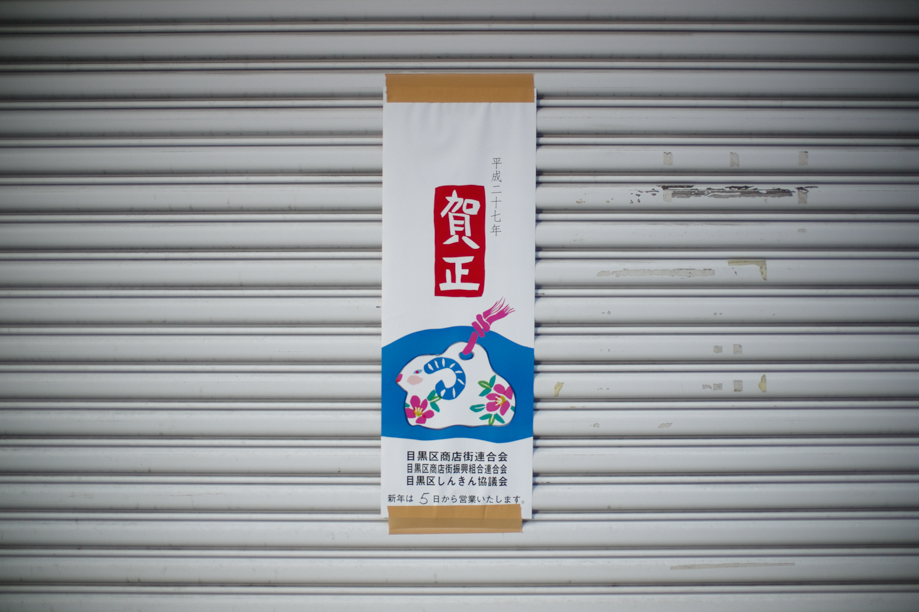 平成二十七年
賀正
目黒区商店街連合会
目黒区商店街振興組合連合会
目黒区しんきん協議会
新年は 5 日から営業いたします。